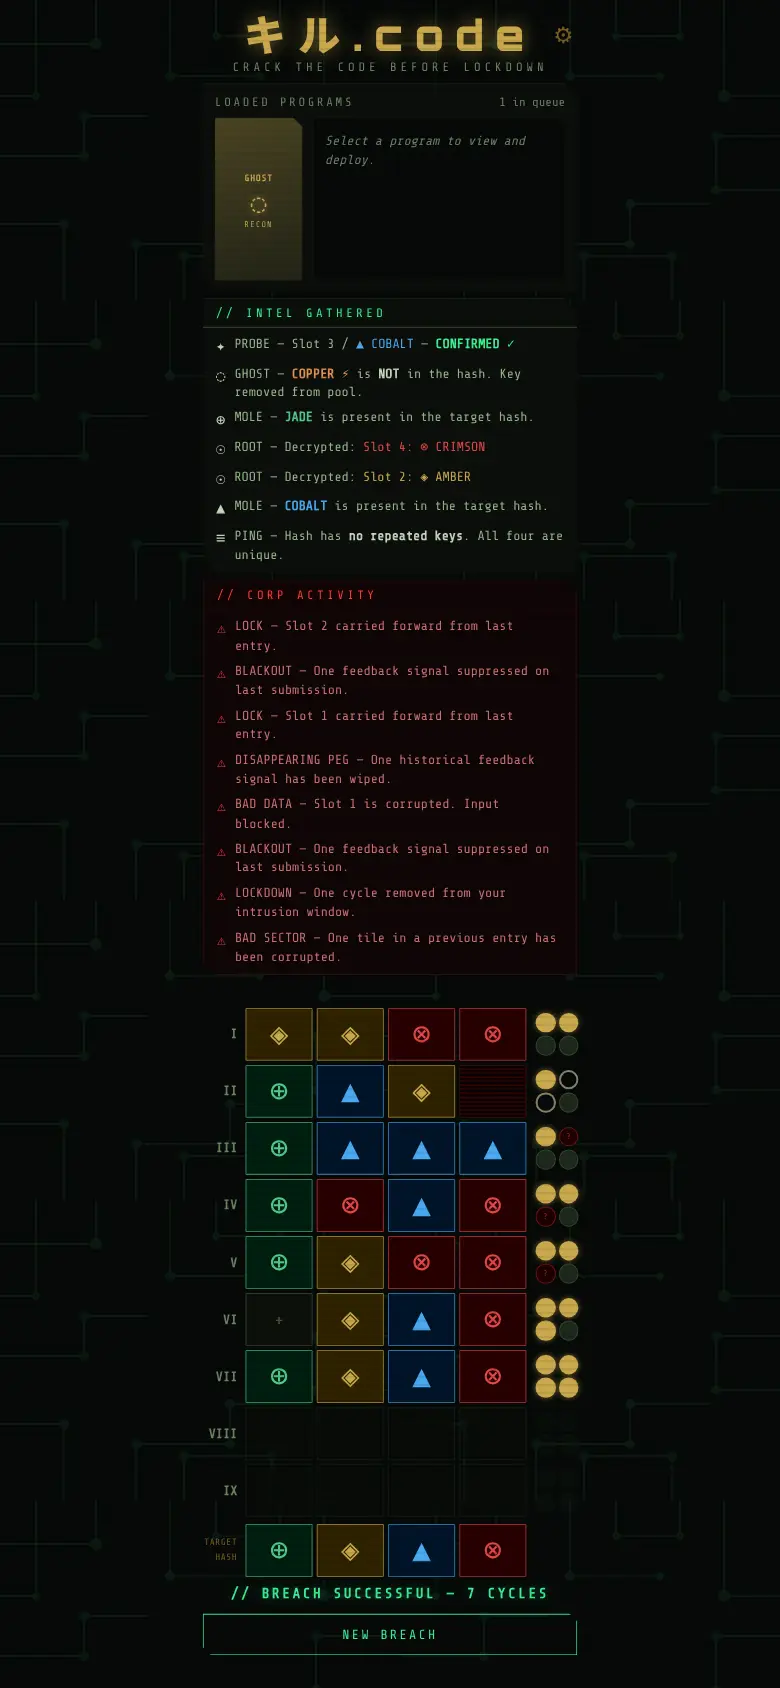 キル.code
CRACK THE CODE BEFORE LOCKDOWN
LOADED PROGRAMS
1 in queue
GHOST
RECON
Select a program to view and
deploy.
// INTEL GATHERED
PROBE — Slot 3 / ▲ COBALT — CONFIRMED ✓
GHOST — COPPER ⚡ is NOT in the hash. Key
removed from pool.
MOLE — JADE is present in the target hash.
ROOT — Decrypted: Slot 4: ⊗ CRIMSON
ROOT — Decrypted: Slot 2: ◈ AMBER
MOLE — COBALT is present in the target hash.
PING — Hash has no repeated keys. All four are
unique.
// CORP ACTIVITY
LOCK — Slot 2 carried forward from last
entry.
BLACKOUT — One feedback signal suppressed on
last submission.
LOCK — Slot 1 carried forward from last
entry.
DISAPPEARING PEG — One historical feedback
signal has been wiped.
BAD DATA — Slot 1 is corrupted. Input
blocked.
BLACKOUT — One feedback signal suppressed on
last submission.
LOCKDOWN — One cycle removed from your
intrusion window.
BAD SECTOR — One tile in a previous entry has
been corrupted.
I
II
III
?
IV
?
V
?
VI
VII
VIII
IX
TARGET
HASH
// BREACH SUCCESSFUL — 7 CYCLES
NEW BREACH